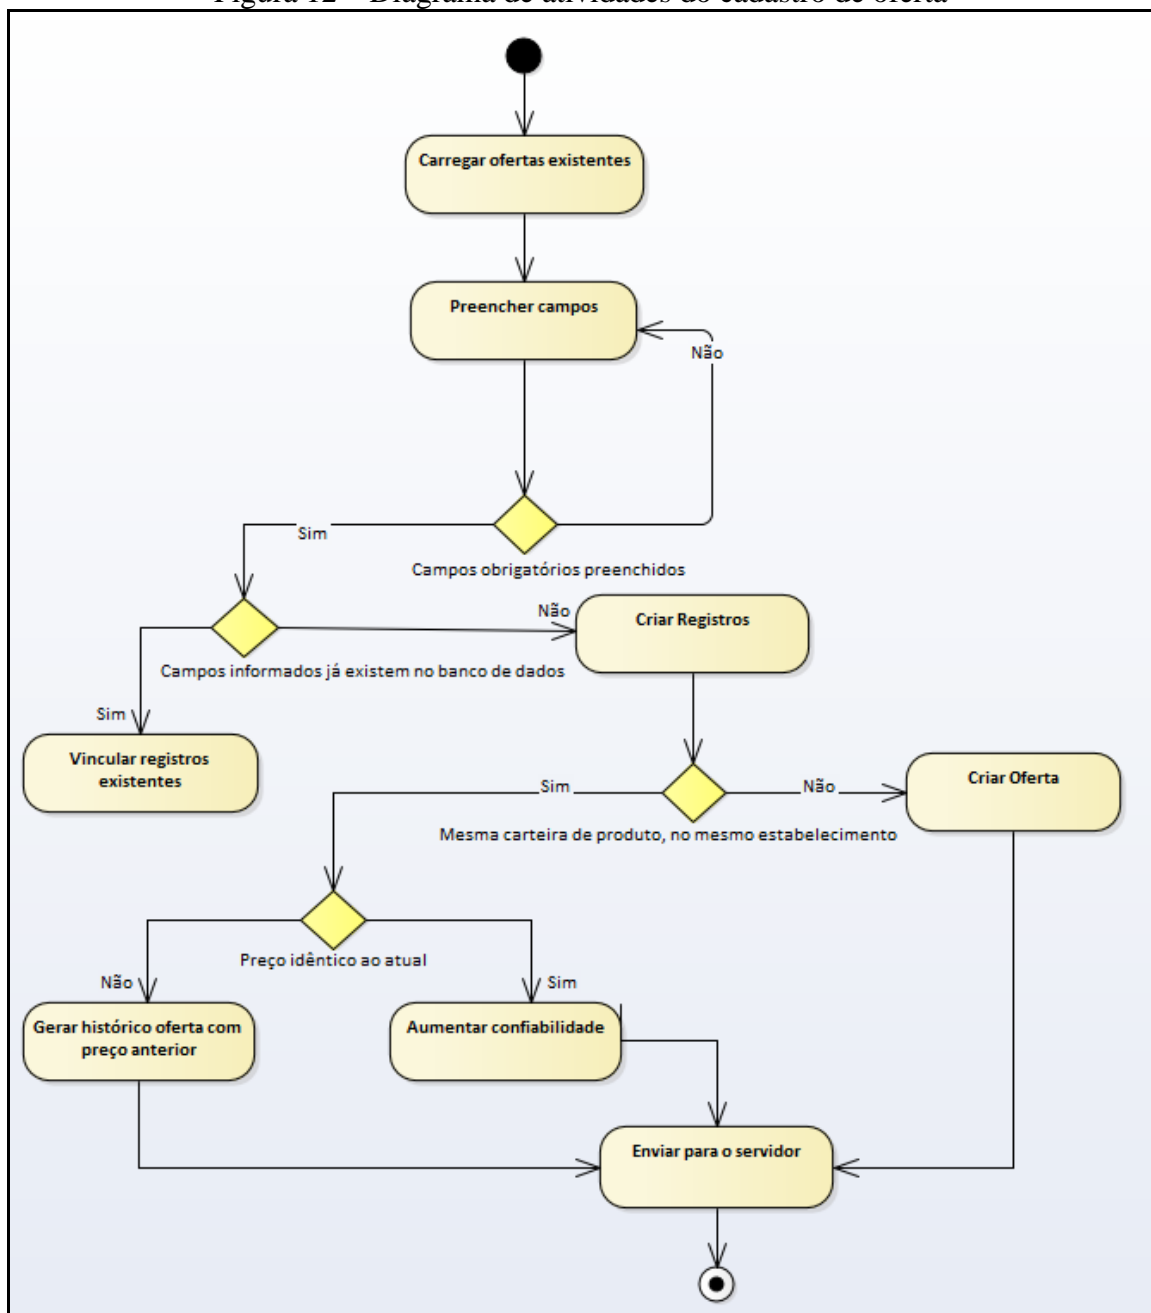 Figura 12 – Diagrama de atividades do cadastro de oferta
Carregar ofertas existentes
Preencher campos
Não
Sim
Campos obrigatórios preenchidos
Não
Criar Registros
Campos informados já existem no banco de dados
Sim
Vincular registros
existentes
Sim
Não
Criar Oferta
Mesma carteira de produto, no mesmo estabelecimento
Preço idêntico ao atual
Não
Sim
Gerar histórico oferta com
preço anterior
Aumentar confiabilidade
Enviar para o servidor